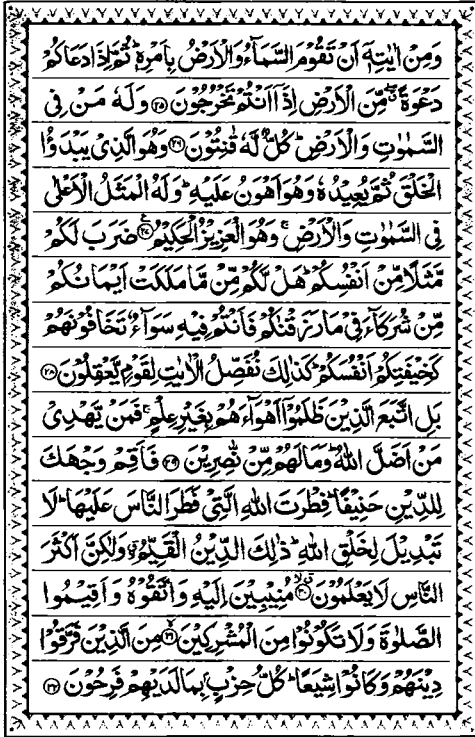 وَمِنْ اٰيٰتِهٖۤ اَنْ تَقُوْمَ السَّمَآءُ وَالْاَرْضُ بِاَمْرِهٖ ؕ ثُمَّ اِذَا دَعَاكُمْ
دَعْوَةً ۖۗ مِّنَ الْاَرْضِ اِذَاۤ اَنْتُمْ تَخْرُجُوْنَ ﴿۲۵﴾ وَلَهٗ مَنْ فِی
السَّمٰوٰتِ وَالْاَرْضِ ؕ كُلٌّ لَّهٗ قٰنِتُوْنَ ﴿۲۶﴾ وَهُوَ الَّذِیْ یَبْدَؤُا
الْخَلْقَ ثُمَّ یُعِیْدُهٗ وَهُوَ اَهْوَنُ عَلَیْهِ ؕ وَلَهُ الْمَثَلُ الْاَعْلٰی
فِی السَّمٰوٰتِ وَالْاَرْضِ ۚ وَهُوَ الْعَزِیْزُ الْحَكِیْمُ ﴿۲۷﴾ ضَرَبَ لَكُمْ
مَّثَلًا مِّنْ اَنْفُسِكُمْ ؕ هَلْ لَّكُمْ مِّنْ مَّا مَلَكَتْ اَیْمَانُكُمْ
مِّنْ شُرَكَآءَ فِیْ مَا رَزَقْنٰكُمْ فَاَنْتُمْ فِیْهِ سَوَآءٌ تَخَافُوْنَهُمْ
كَخِیْفَتِكُمْ اَنْفُسَكُمْ ؕ كَذٰلِكَ نُفَصِّلُ الْاٰیٰتِ لِقَوْمٍ یَّعْقِلُوْنَ ﴿۲۸﴾
بَلِ اتَّبَعَ الَّذِیْنَ ظَلَمُوْۤا اَهْوَآءَهُمْ بِغَیْرِ عِلْمٍ ۚ فَمَنْ یَّهْدِیْ
مَنْ اَضَلَّ اللّٰهُ ؕ وَمَا لَهُمْ مِّنْ نّٰصِرِیْنَ ﴿۲۹﴾ فَاَقِمْ وَجْهَكَ
لِلدِّیْنِ حَنِیْفًا ؕ فِطْرَتَ اللّٰهِ الَّتِیْ فَطَرَ النَّاسَ عَلَیْهَا ؕ لَا
تَبْدِیْلَ لِخَلْقِ اللّٰهِ ؕ ذٰلِكَ الدِّیْنُ الْقَیِّمُ ۙ وَلٰكِنَّ اَكْثَرَ
النَّاسِ لَا یَعْلَمُوْنَ ﴿۳۰﴾ مُنِیْبِیْنَ اِلَیْهِ وَاتَّقُوْهُ وَاَقِیْمُوا
الصَّلٰوةَ وَلَا تَكُوْنُوْا مِنَ الْمُشْرِكِیْنَ ﴿۳۱﴾ مِنَ الَّذِیْنَ فَرَّقُوْا
دِیْنَهُمْ وَكَانُوْا شِیَعًا ؕ كُلُّ حِزْبٍۭ بِمَا لَدَیْهِمْ فَرِحُوْنَ ﴿۳۲﴾